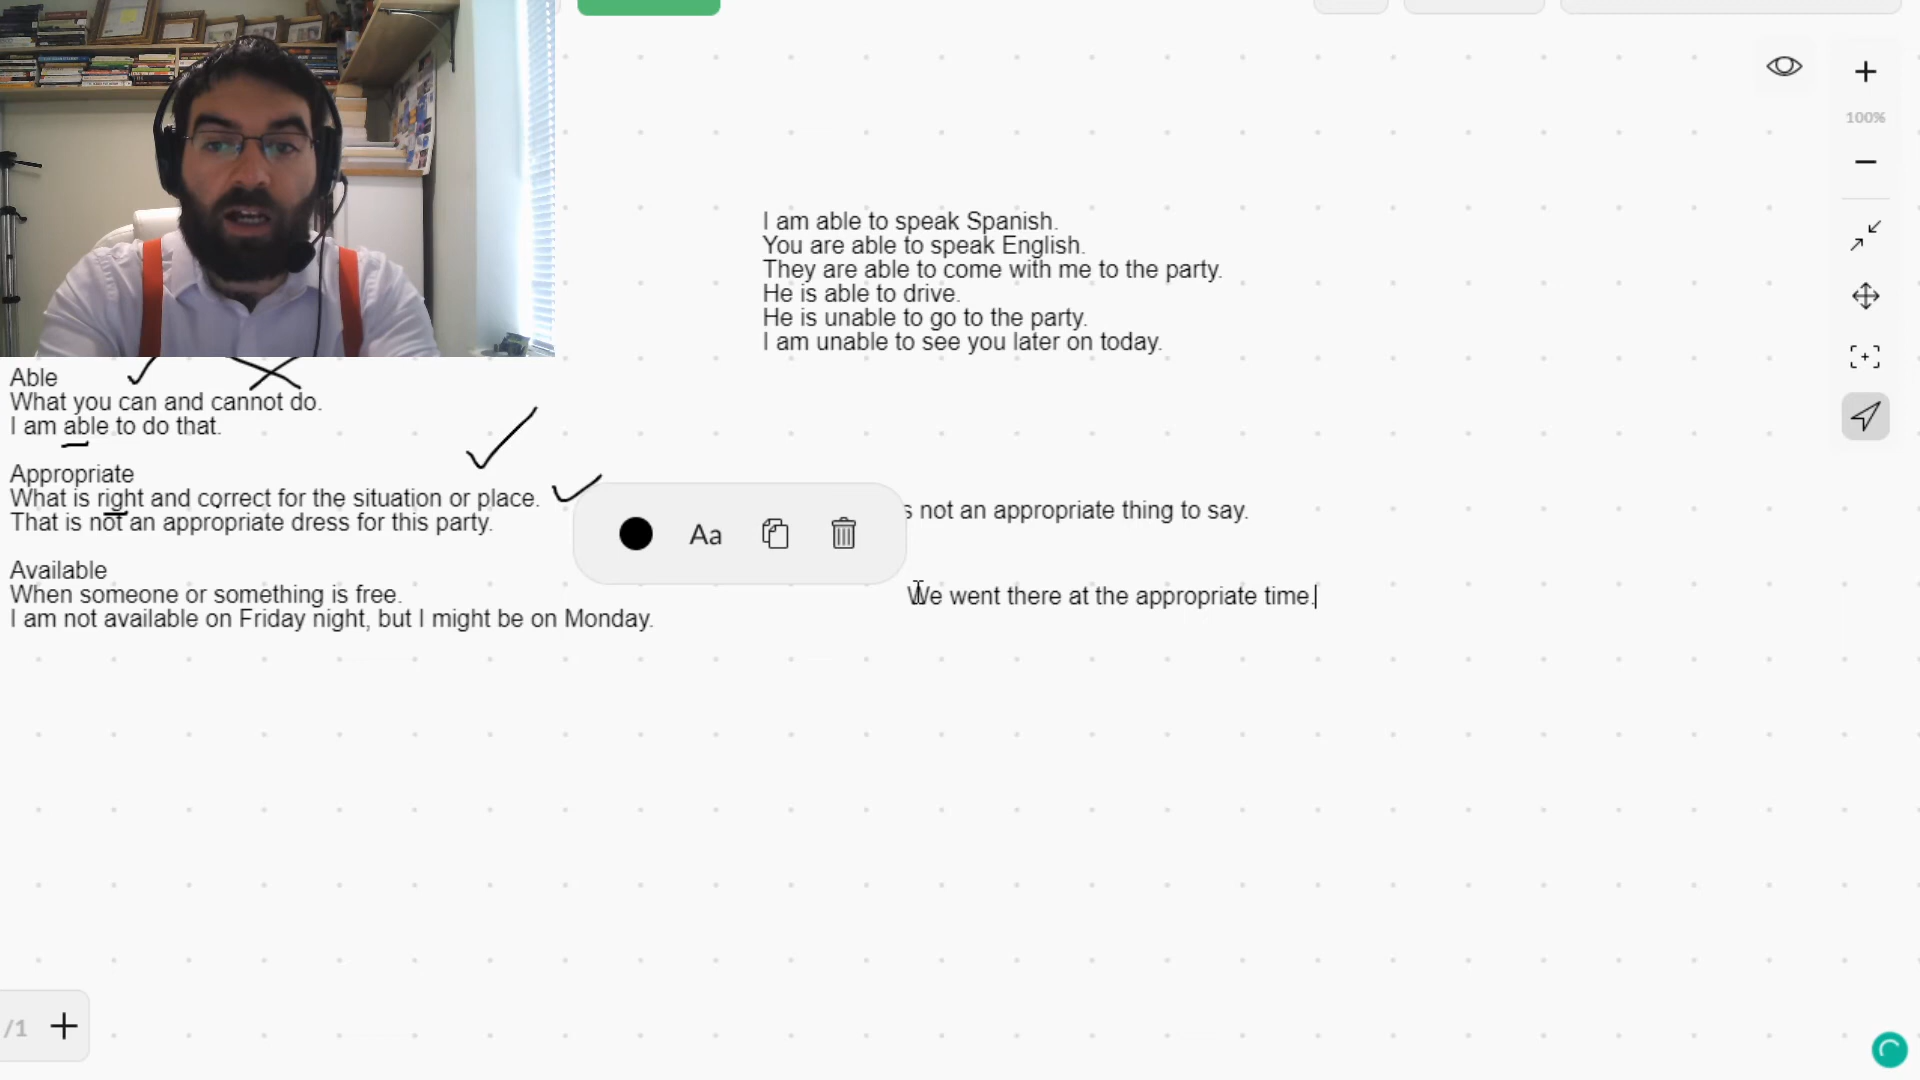 100%
I am able to speak Spanish.
You are able to speak English.
They are able to come with me to the party.
He is able to drive.
He is unable to go to the party.
I am unable to see you later on today.
Able
What you can and cannot do.
I am able to do that.
Appropriate
What is right and correct for the situation or place.
That is not an appropriate dress for this party.
Available
When someone or something is free.
I am not available on Friday night, but I might be on Monday.
Aa
s not an appropriate thing to say.
We went there at the appropriate time.
/1